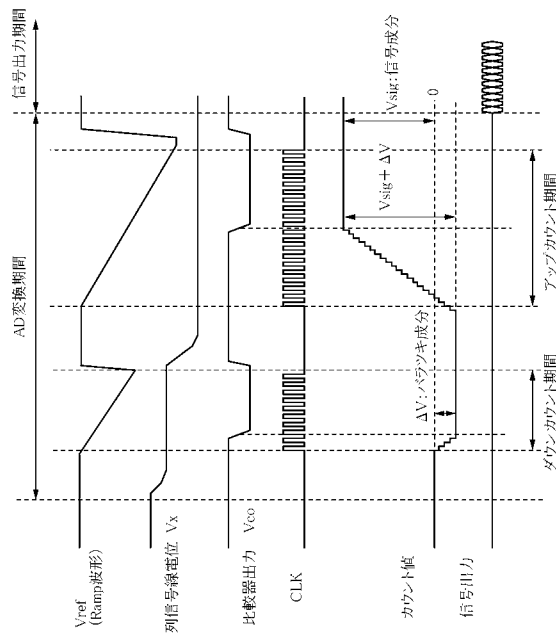 AD変換期間
信号出力期間
Vref
(Ramp波形)
列信号線電位 Vx
比較器出力 Vco
CLK
カウント値
信号出力
ΔV:バラツキ成分
Vsig+ΔV
Vsig:信号成分
0
ダウンカウント期間
アップカウント期間